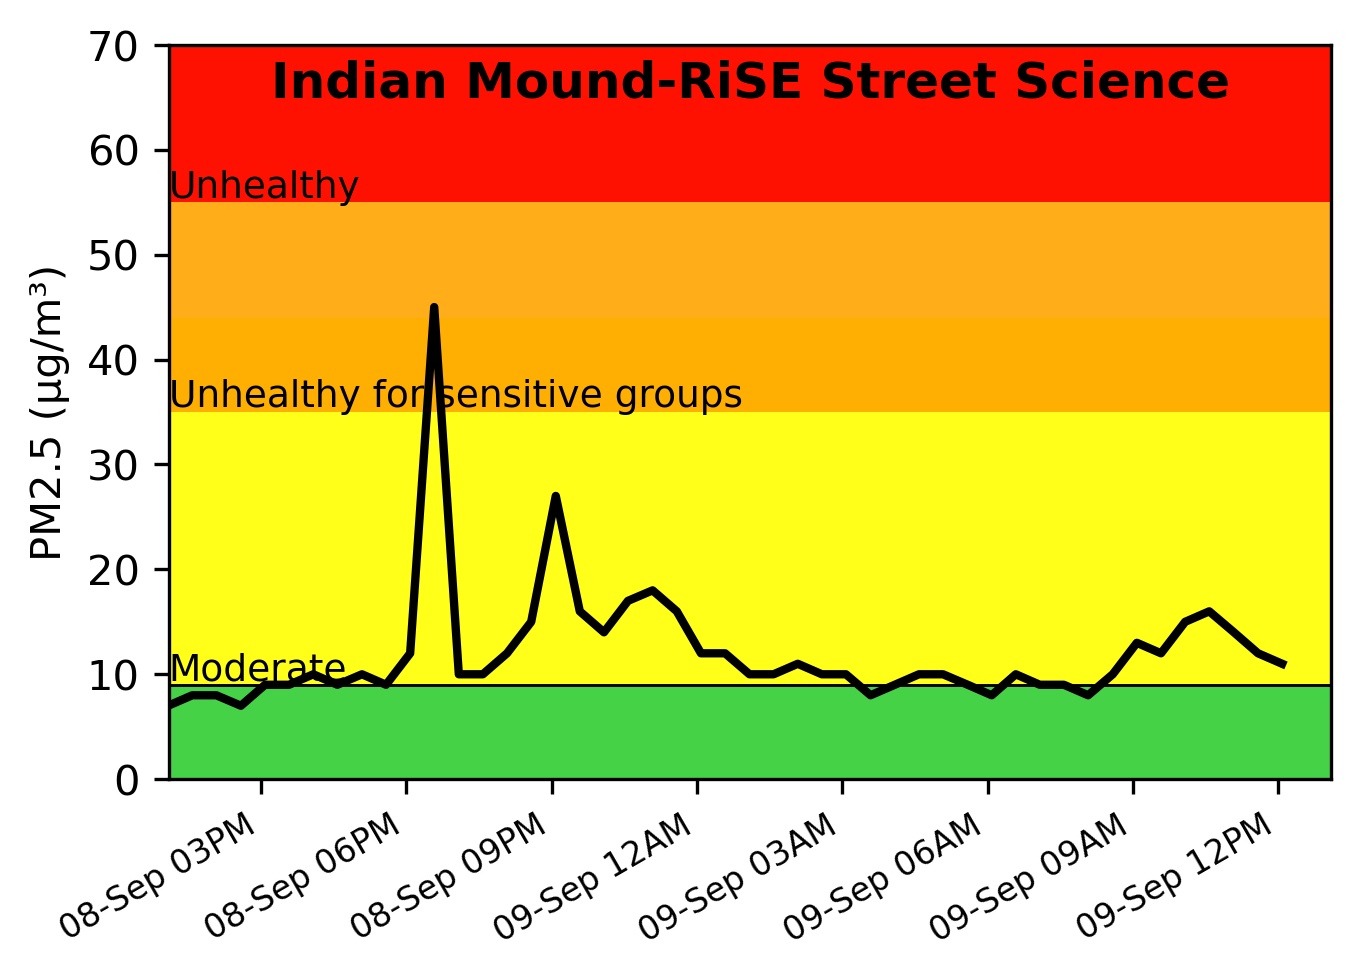 Indian Mound-RiSE Street Science
PM2.5 (µg/m³)
70
60
50
40
30
20
10
0
Unhealthy
Unhealthy for sensitive groups
Moderate
08-Sep 03PM
08-Sep 06PM
08-Sep 09PM
09-Sep 12AM
09-Sep 03AM
09-Sep 06AM
09-Sep 09AM
09-Sep 12PM